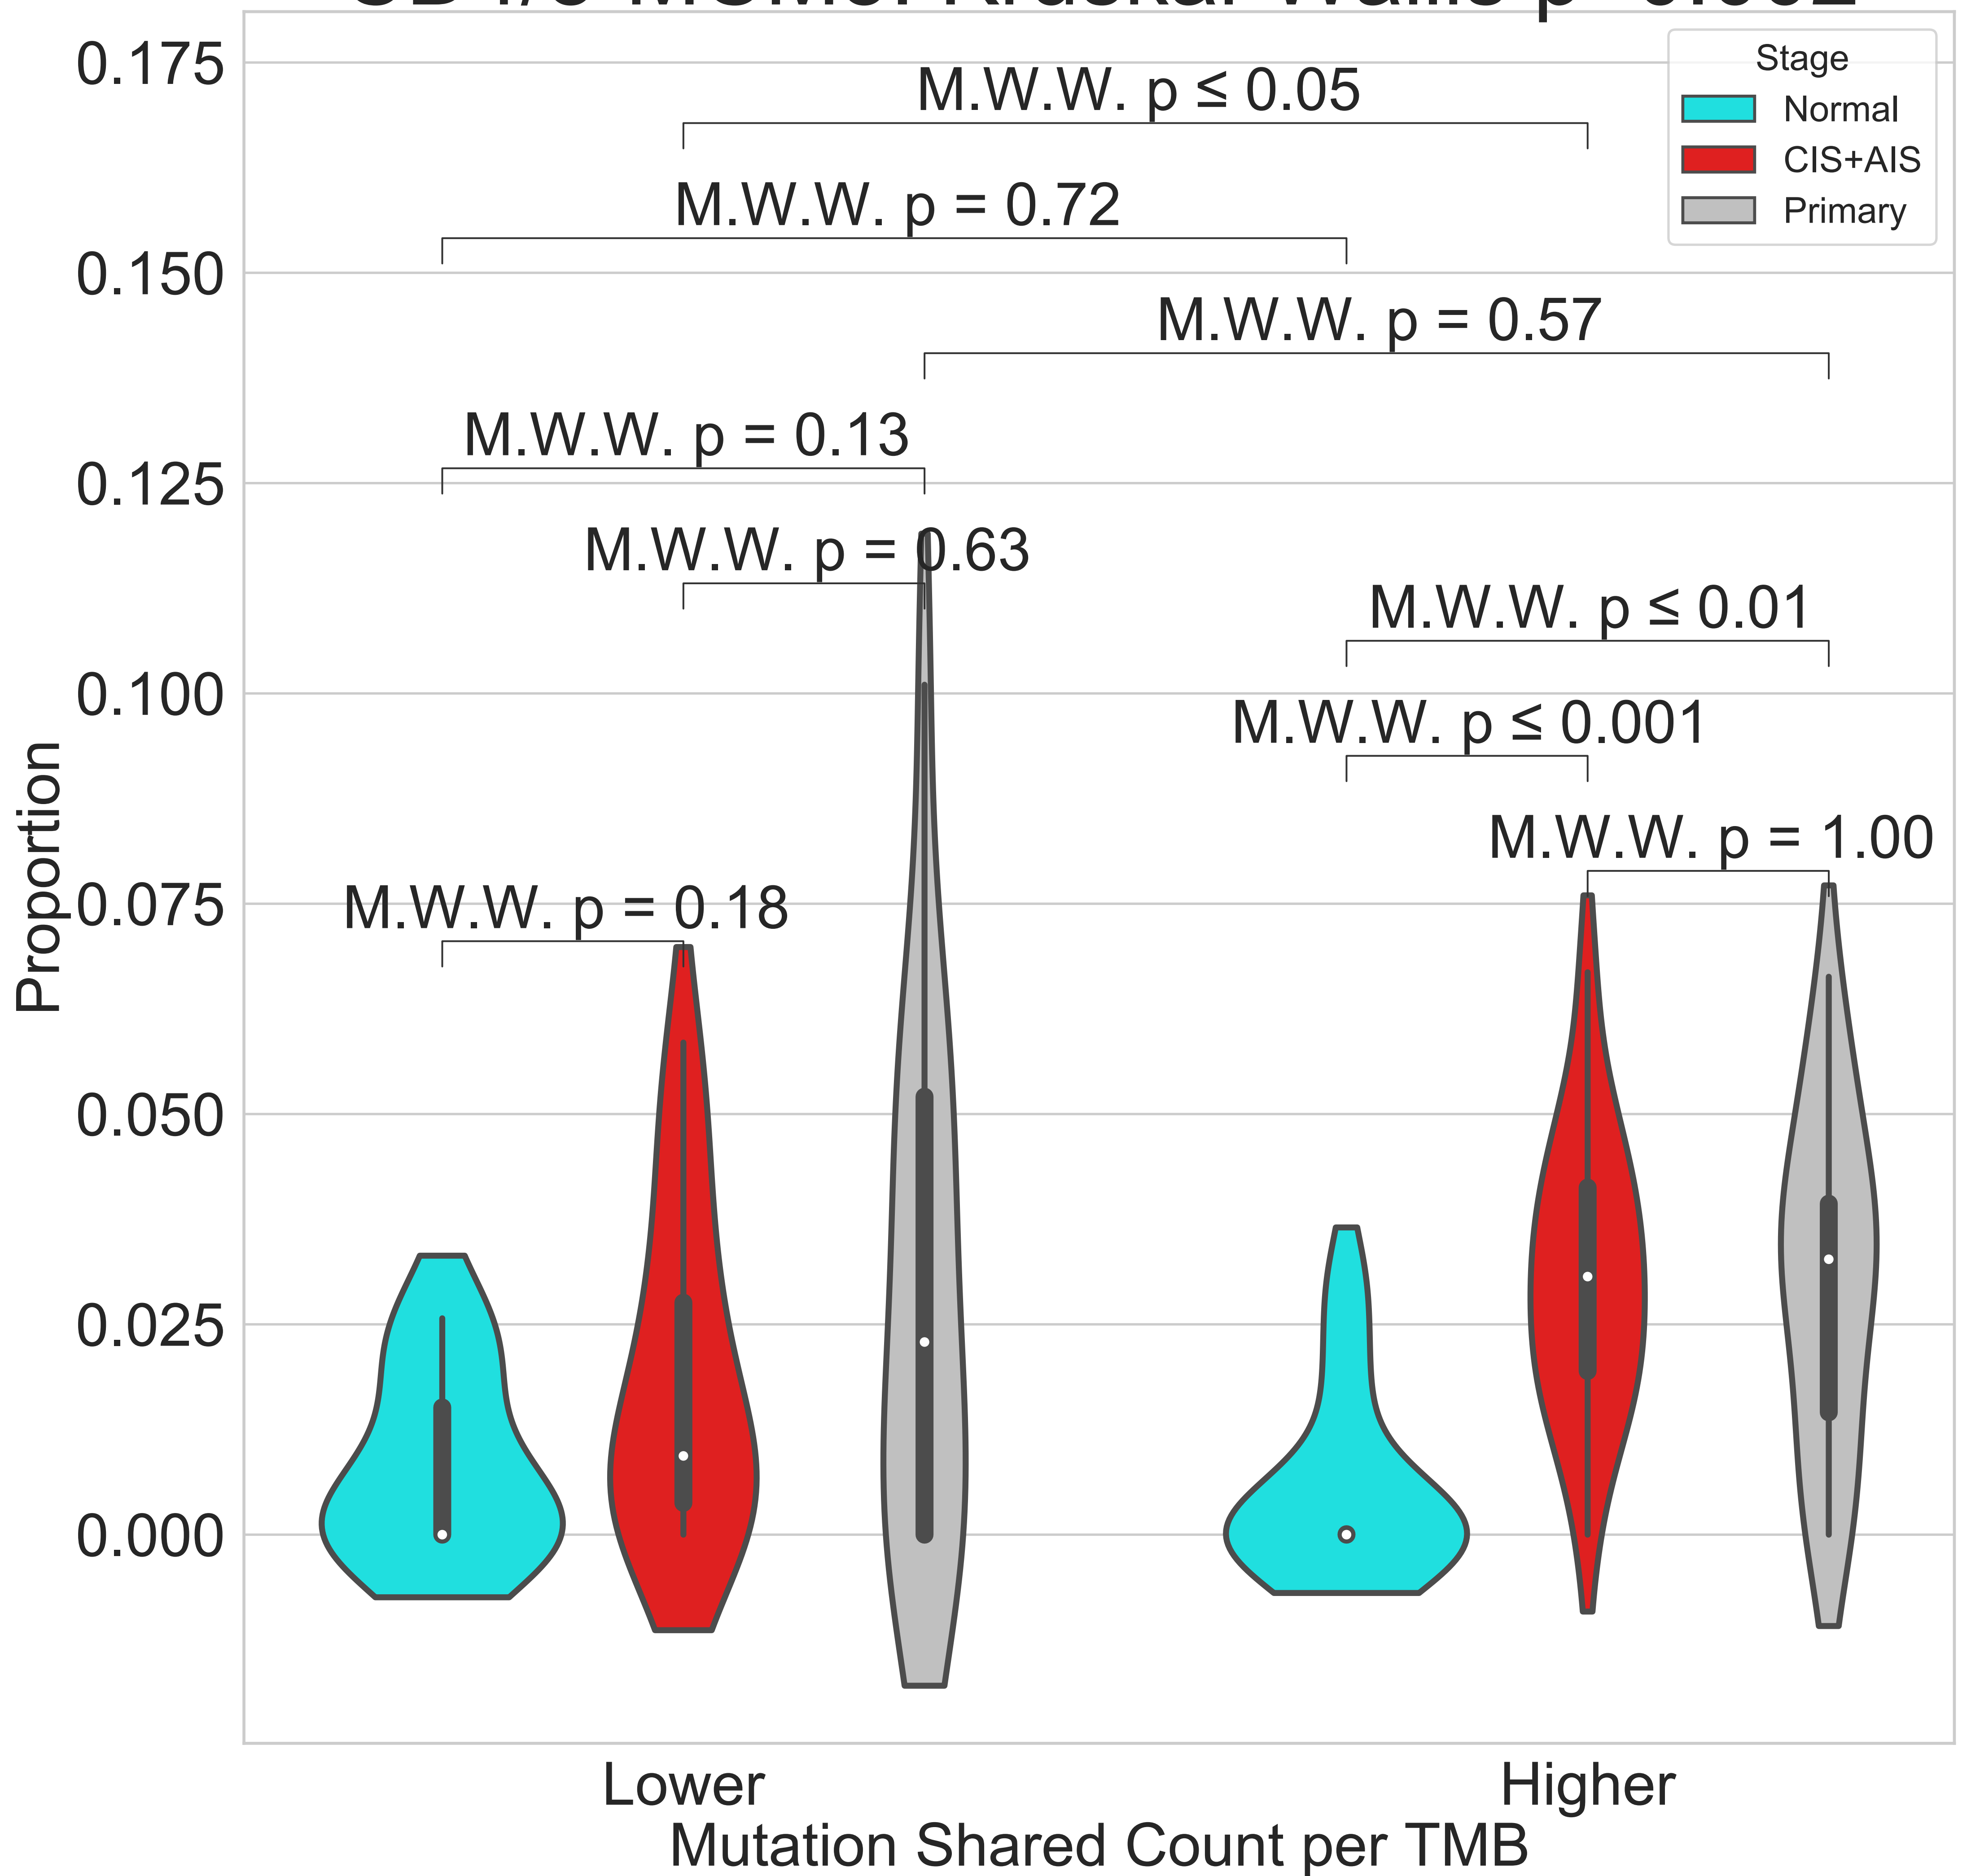 0.175
0.150
0.125
0.100
0.075
0.050
0.025
0.000
Proportion
Stage
Normal
CIS+AIS
Primary
M.W.W. p ≤ 0.05
M.W.W. p = 0.72
M.W.W. p = 0.57
M.W.W. p = 0.13
M.W.W. p = 0.63
M.W.W. p ≤ 0.01
M.W.W. p ≤ 0.001
M.W.W. p = 1.00
M.W.W. p = 0.18
Lower
Higher
Mutation Shared Count per TMB